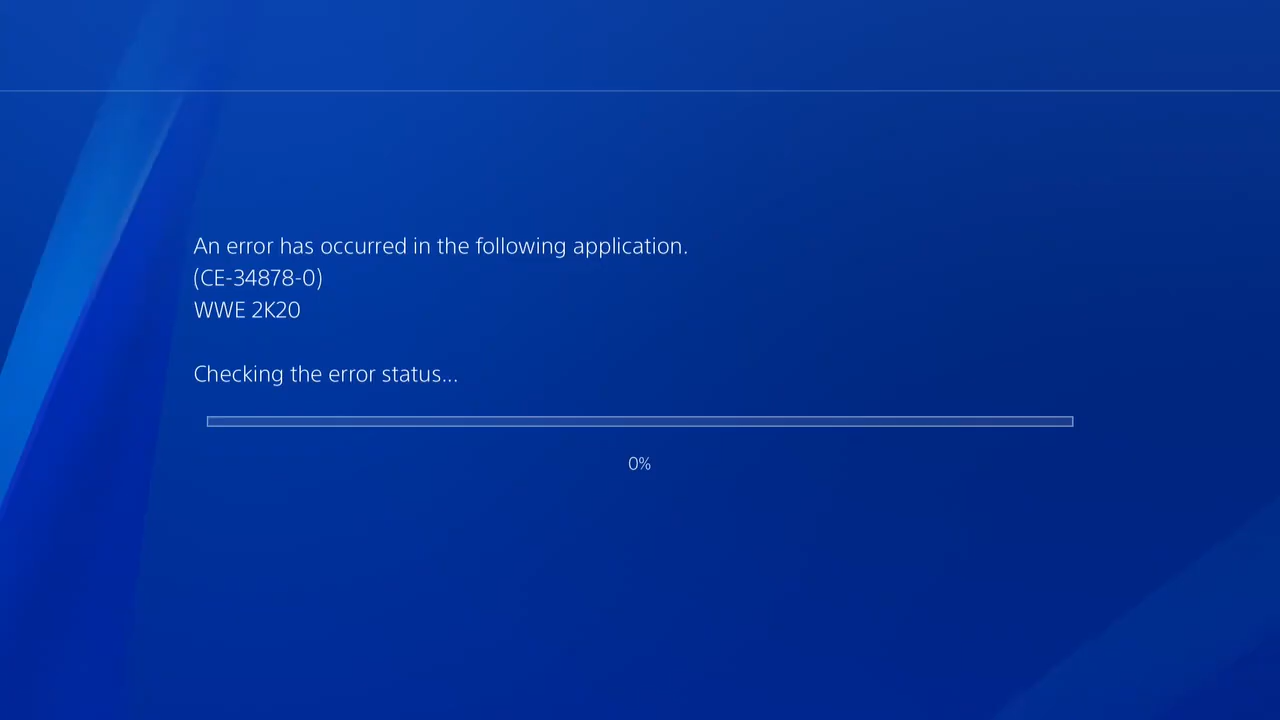 An error has occurred in the following application.
(CE-34878-0)
WWE 2K20
Checking the error status...
0%